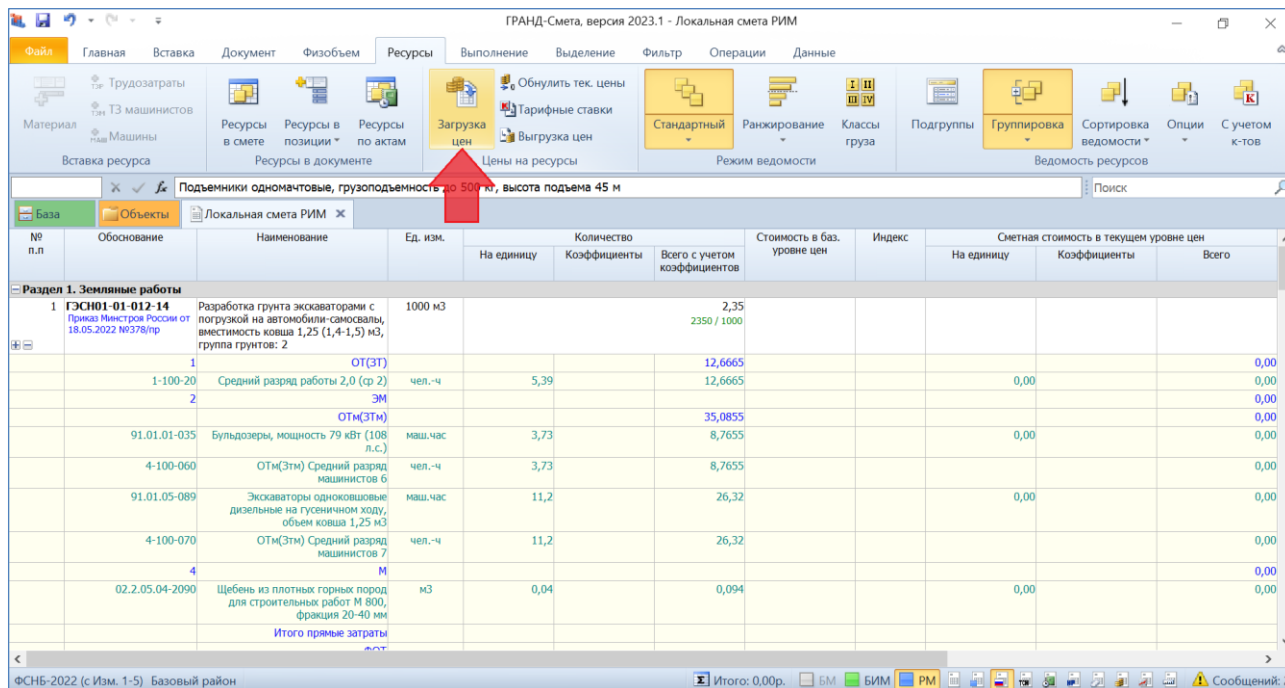 ГРАНД-Смета, версия 2023.1 - Локальная смета РИМ
Файл Главная Вставка Документ Физобъем Ресурсы Выполнение Выделение Фильтр Операции Данные
Материал
Трудозатраты
ТЗ машинистов
Машины
Вставка ресурса
Ресурсы в смете
Ресурсы в позиции
Ресурсы по актам
Ресурсы в документе
Загрузка цен
Обнулить тек. цены
Тарифные ставки
Выгрузка цен
Цены на ресурсы
Стандартный
Ранжирование
Классы груза
Режим ведомости
Подгруппы
Группировка
Сортировка ведомости
Опции
С учетом к-тов
Ведомость ресурсов
fx Подъемники одномачтовые, грузоподъемность до 500 кг, высота подъема 45 м
Поиск
База Объекты Локальная смета РИМ
№ п.п Обоснование Наименование Ед. изм. Количество Стоимость в баз. уровне цен Индекс Сметная стоимость в текущем уровне цен
На единицу Коэффициенты Всего с учетом коэффициентов На единицу Коэффициенты Всего
Раздел 1. Земляные работы
1 ГЭСН01-01-012-14 Разработка грунта экскаваторами с 1000 м3 2,35
Приказ Минстроя России от погрузкой на автомобили-самосвалы, 2350 / 1000
18.05.2022 №378/пр вместимость ковша 1,25 (1,4-1,5) м3,
группа грунтов: 2
1 ОТ(ЗТ) 12,6665 0,00
1-100-20 Средний разряд работы 2,0 (ср 2) чел.-ч 5,39 12,6665 0,00 0,00
2 ЭМ 0,00
ОТм(ЗТм) 35,0855 0,00
91.01.01-035 Бульдозеры, мощность 79 кВт (108 маш.час 3,73 8,7655 0,00 0,00
л.с.)
4-100-060 ОТм(Зтм) Средний разряд чел.-ч 3,73 8,7655 0,00
машинистов 6
91.01.05-089 Экскаваторы одноковшовые маш.час 11,2 26,32 0,00 0,00
дизельные на гусеничном ходу,
объем ковша 1,25 м3
4-100-070 ОТм(Зтм) Средний разряд чел.-ч 11,2 26,32 0,00
машинистов 7
4 М 0,00
02.2.05.04-2090 Щебень из плотных горных пород м3 0,04 0,094 0,00 0,00
для строительных работ М 800,
фракция 20-40 мм
Итого прямые затраты
ФОТ
ФСНБ-2022 (с Изм. 1-5) Базовый район Итого: 0,00р. БМ БИМ РМ Сообщений: